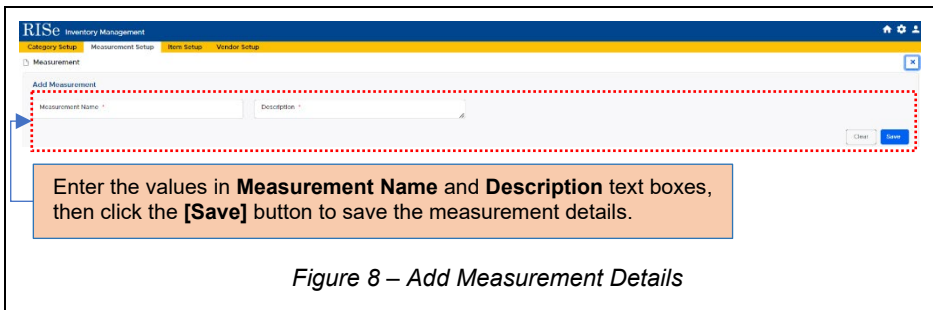 RISe Inventory Management
Category Setup Measurement Setup Item Setup Vendor Setup
Measurement
Add Measurement
Measurement Name * Description *
Clear Save
Enter the values in Measurement Name and Description text boxes,
then click the [Save] button to save the measurement details.
Figure 8 – Add Measurement Details